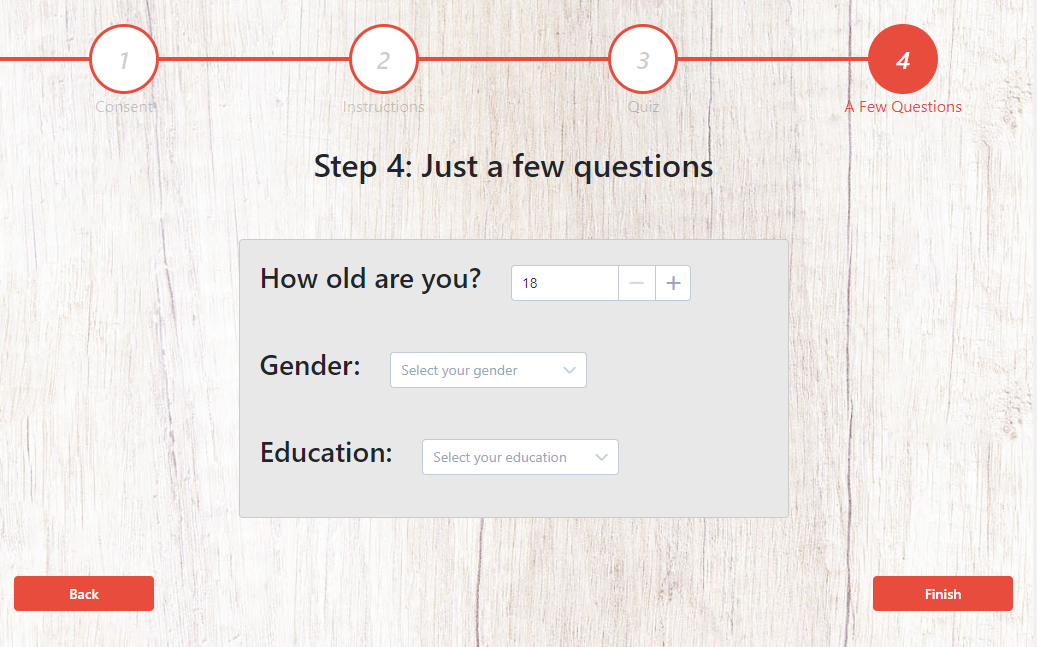 1 2 3 4
Consent Instructions Quiz A Few Questions
Step 4: Just a few questions
How old are you? 18 − +
Gender: Select your gender
Education: Select your education
Back Finish